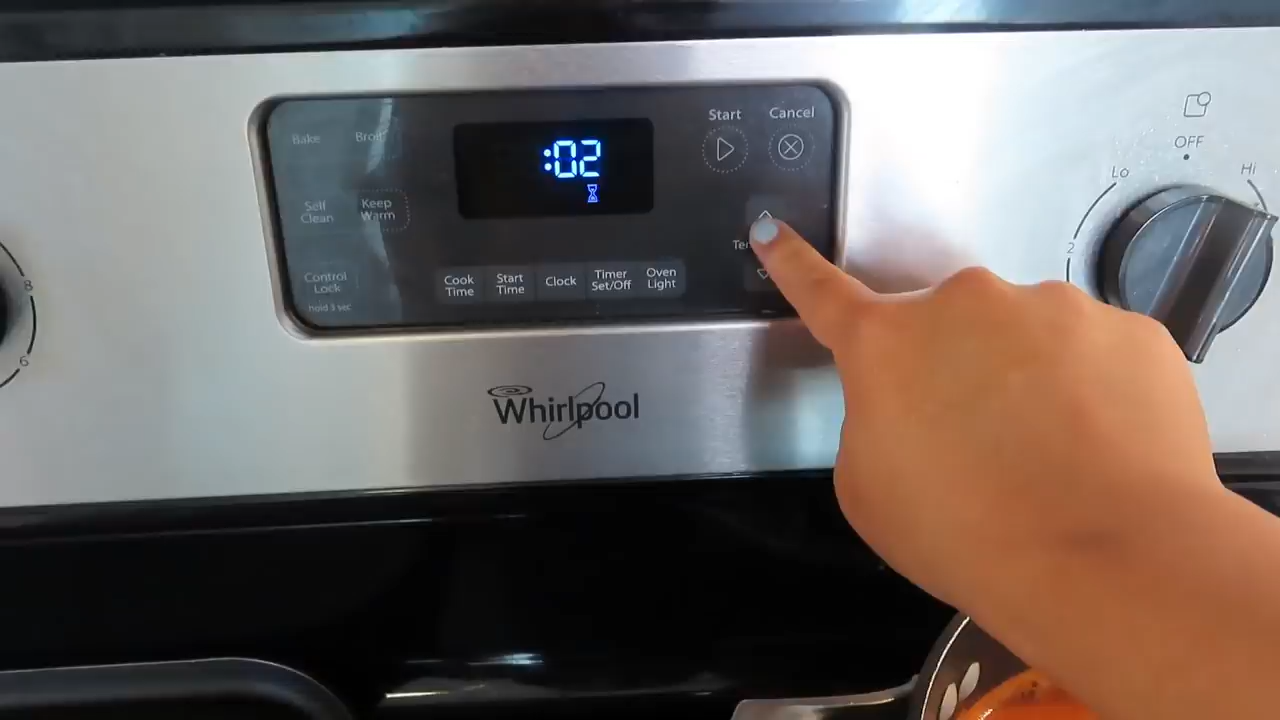 Bake
Broil
:02
Start
Cancel
Self
Clean
Keep
Warm
Control
Lock
hold 3 sec
Cook
Time
Start
Time
Clock
Timer
Set/Off
Oven
Light
Whirlpool
OFF
Lo
Hi
2
8
6